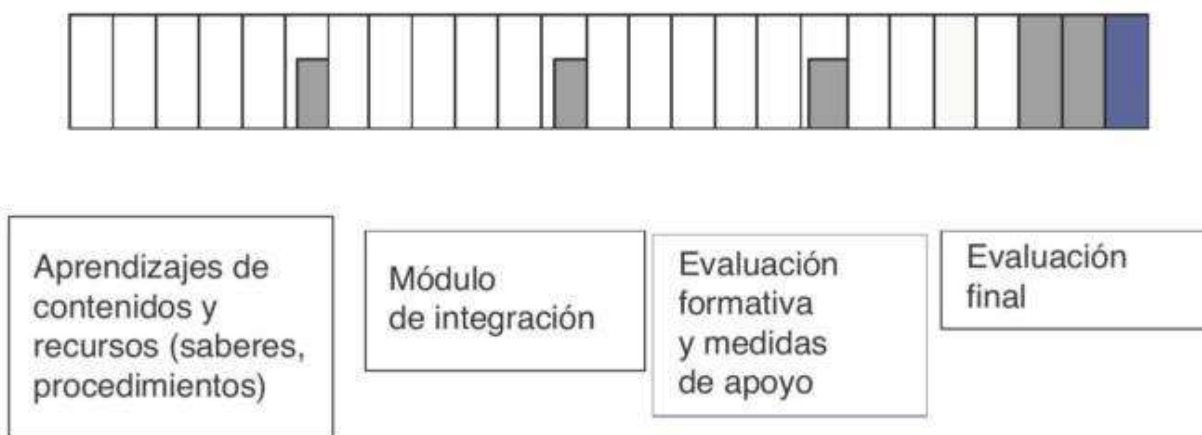 Aprendizajes de
contenidos y
recursos (saberes,
procedimientos)
Módulo
de integración
Evaluación
formativa
y medidas
de apoyo
Evaluación
final